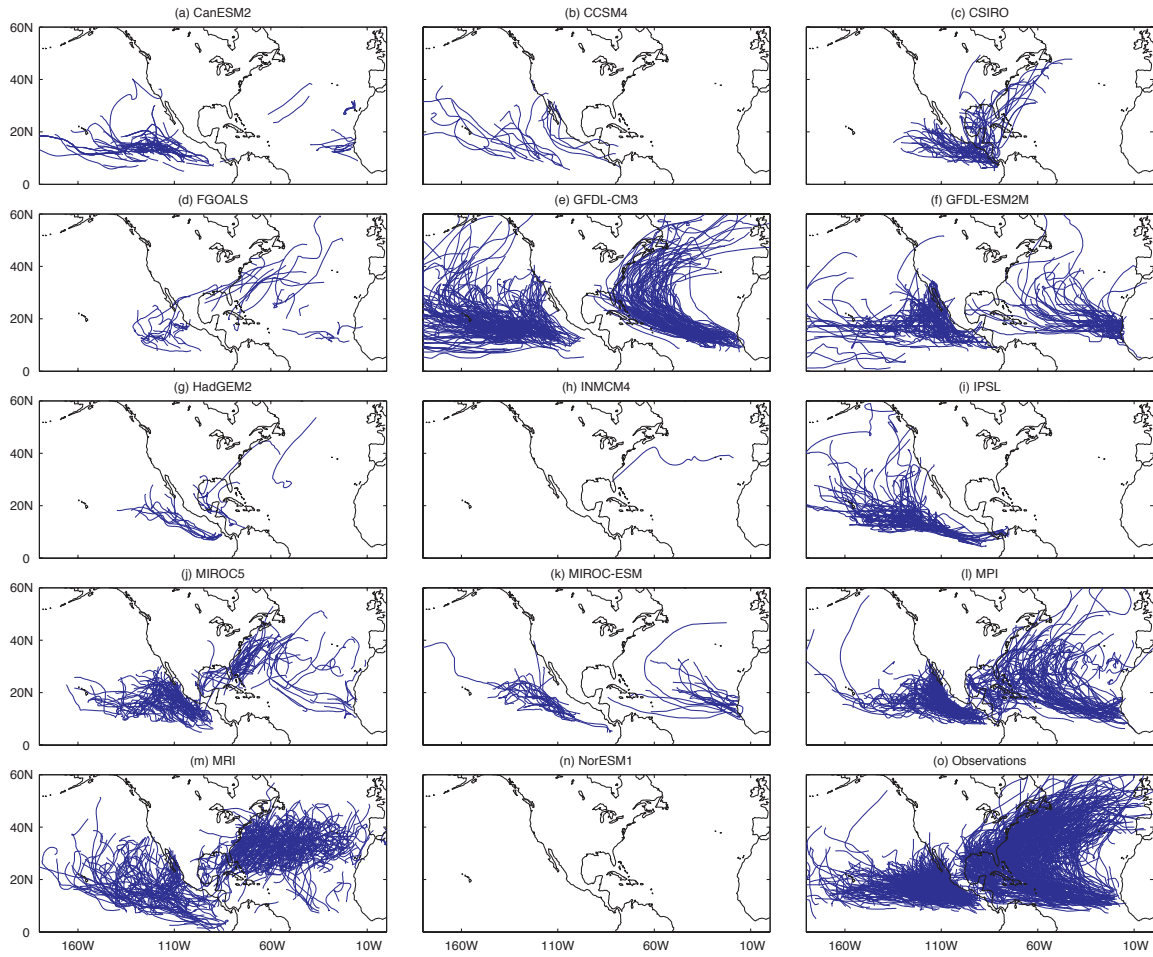 (a) CanESM2
(b) CCSM4
(c) CSIRO
60N
40N
20N
0
(d) FGOALS
(e) GFDL-CM3
(f) GFDL-ESM2M
60N
40N
20N
0
(g) HadGEM2
(h) INMCM4
(i) IPSL
60N
40N
20N
0
(j) MIROC5
(k) MIROC-ESM
(l) MPI
60N
40N
20N
0
(m) MRI
(n) NorESM1
(o) Observations
60N
40N
20N
0
160W 110W 60W 10W 160W 110W 60W 10W 160W 110W 60W 10W